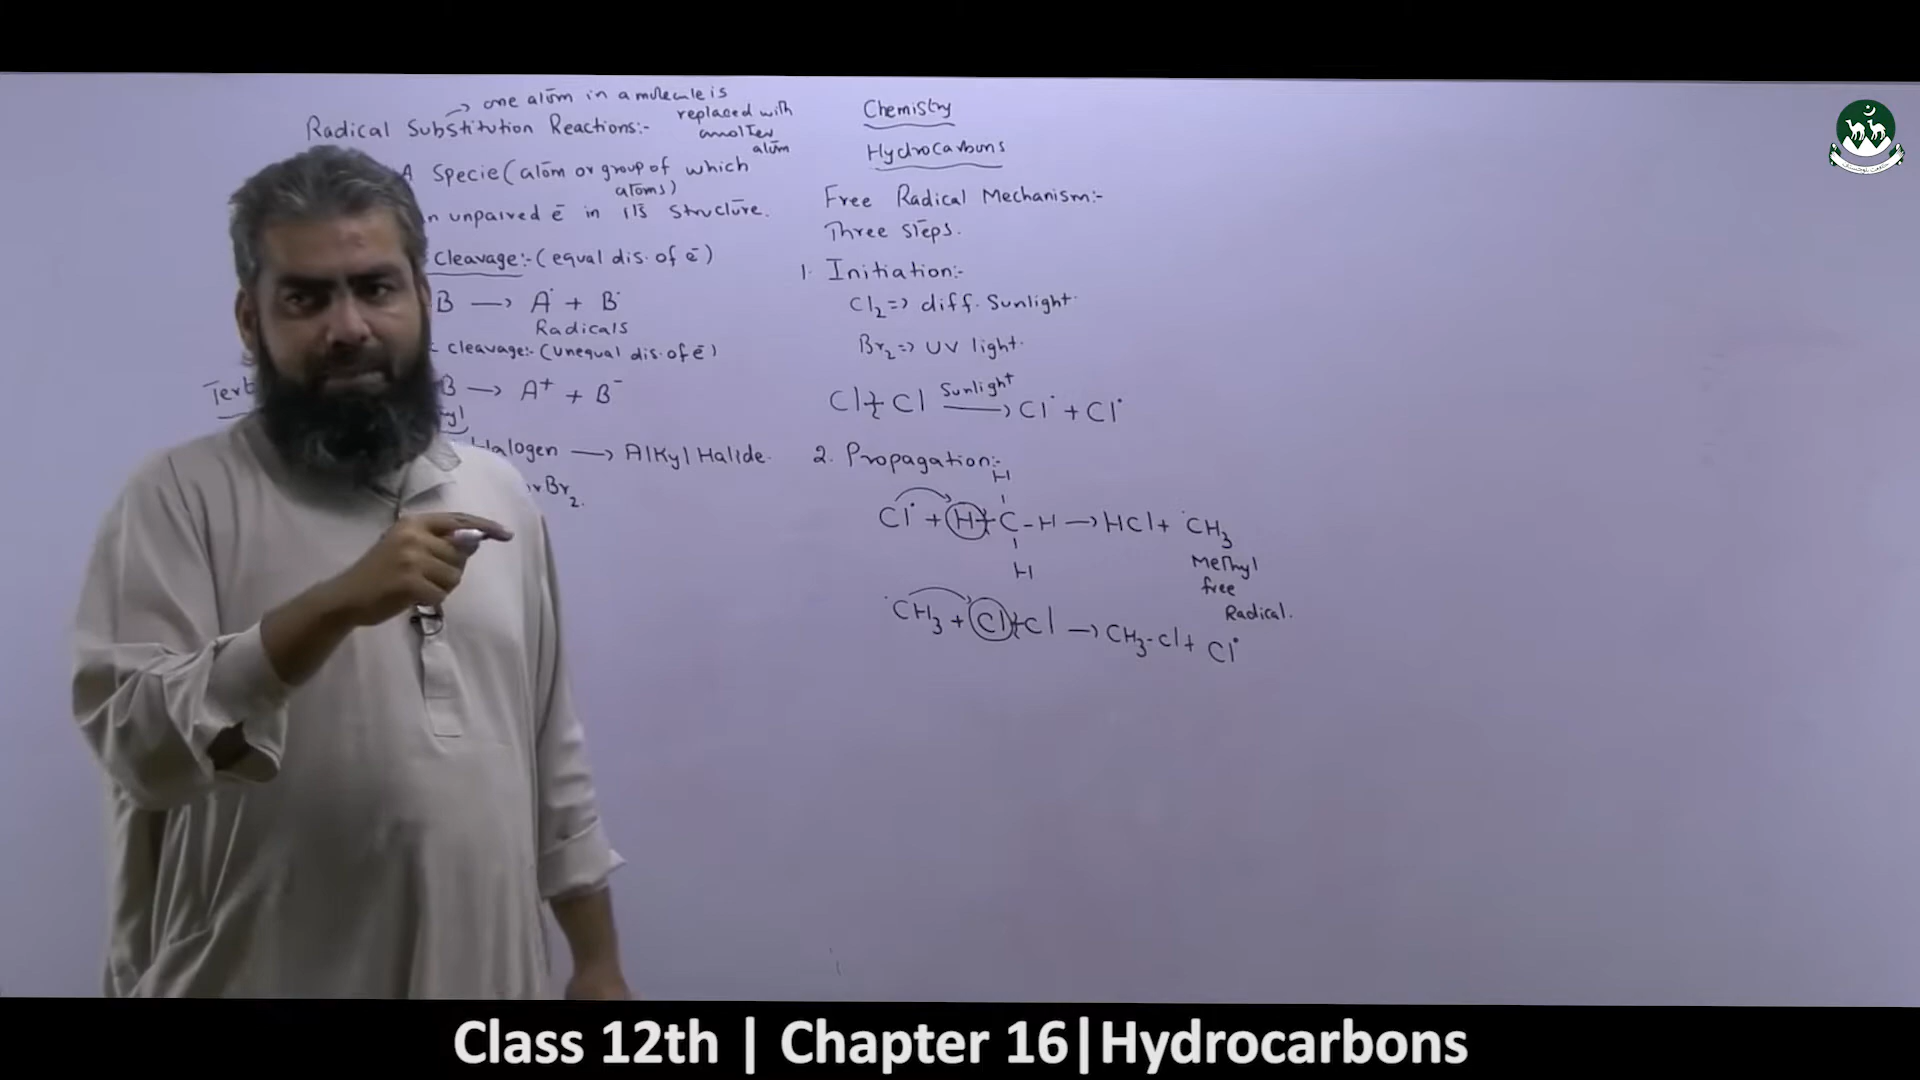 one atom in a molecule is
Radical Substitution Reactions:- replaced with
another
atom
A Specie (atom or group of which
atoms)
n unpaired e̅ in its structure.
Cleavage:- (equal dis. of e̅)
B → A˙ + B˙
Radicals
cleavage:- (unequal dis. of e̅)
Tert
B → A⁺ + B⁻
yl
Halogen → Alkyl Halide.
Br₂.
Chemistry
Hydrocarbons
Free Radical Mechanism:-
Three Steps.
1. Initiation:-
Cl₂ => diff. Sunlight.
Br₂ => UV light.
Sunlight
Cl Cl → Cl˙ + Cl˙
2. Propagation:-
H
Cl˙ + H - C - H → HCl + ˙CH₃
H
Methyl
free
Radical.
˙CH₃ + Cl - Cl → CH₃-Cl + Cl˙
Class 12th | Chapter 16|Hydrocarbons